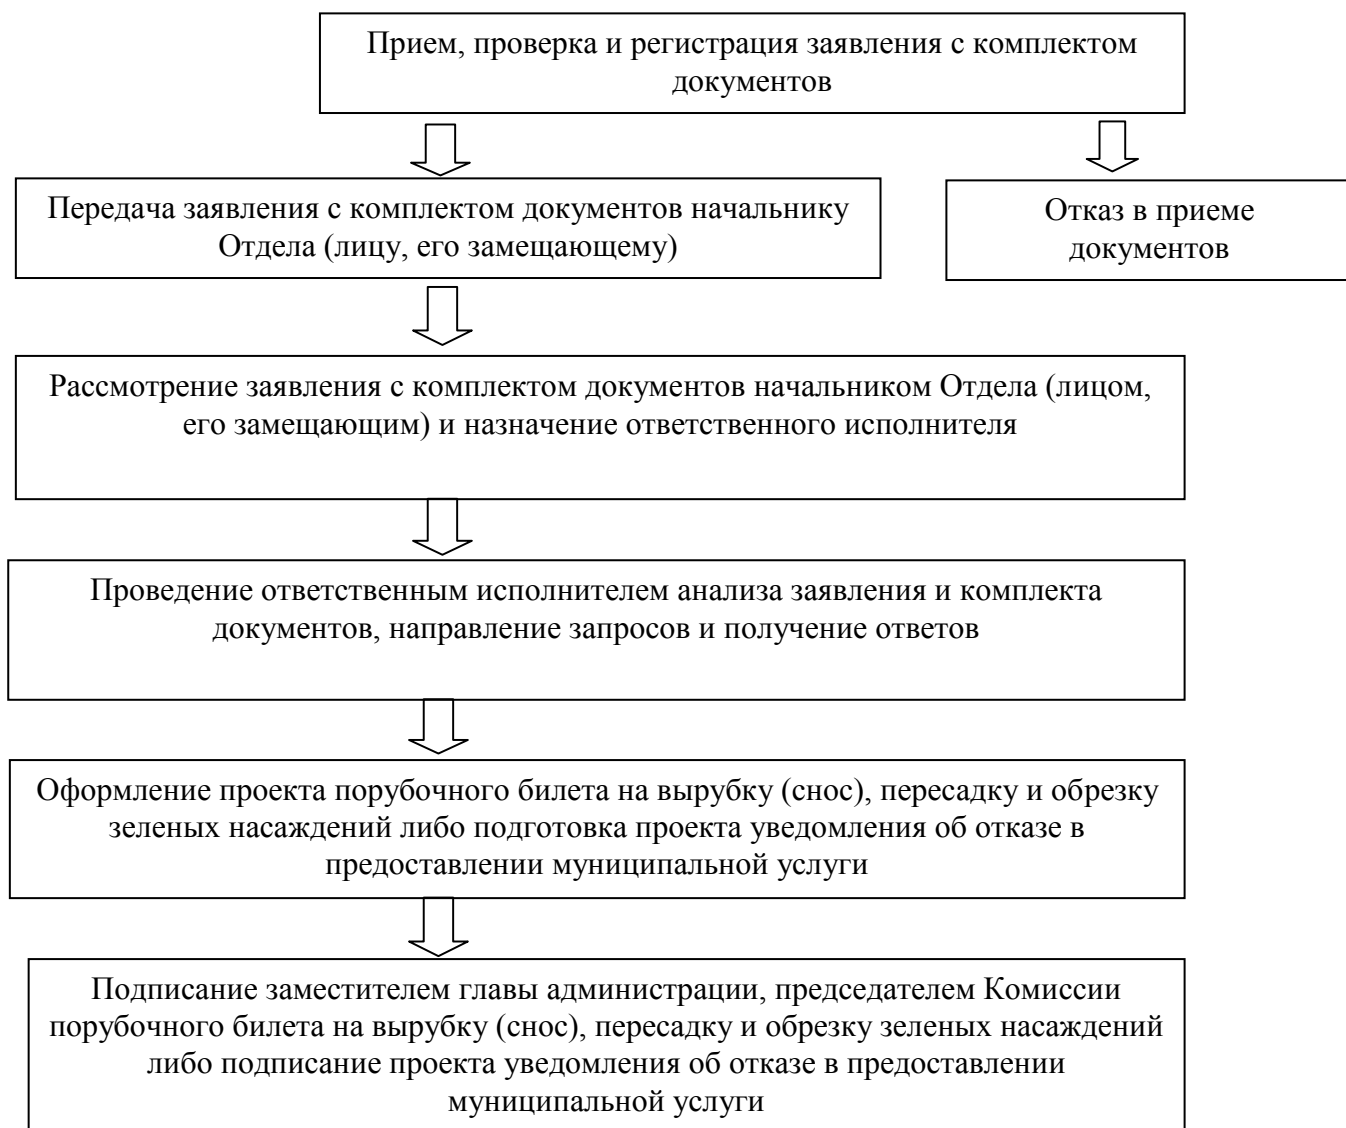 Прием, проверка и регистрация заявления с комплектом
документов
Передача заявления с комплектом документов начальнику
Отдела (лицу, его замещающему)
Отказ в приеме
документов
Рассмотрение заявления с комплектом документов начальником Отдела (лицом,
его замещающим) и назначение ответственного исполнителя
Проведение ответственным исполнителем анализа заявления и комплекта
документов, направление запросов и получение ответов
Оформление проекта порубочного билета на вырубку (снос), пересадку и обрезку
зеленых насаждений либо подготовка проекта уведомления об отказе в
предоставлении муниципальной услуги
Подписание заместителем главы администрации, председателем Комиссии
порубочного билета на вырубку (снос), пересадку и обрезку зеленых насаждений
либо подписание проекта уведомления об отказе в предоставлении
муниципальной услуги